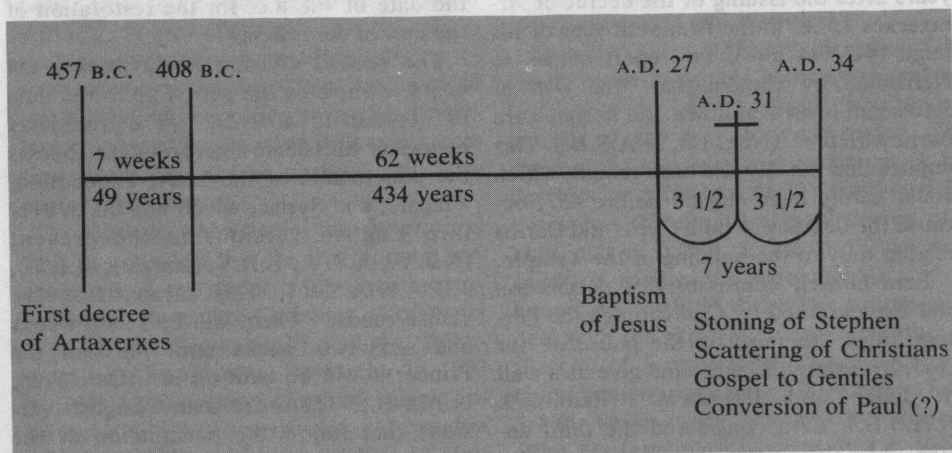 457 B.C. 408 B.C.
A.D. 27
A.D. 34
A.D. 31
7 weeks
62 weeks
49 years
434 years
3 1/2
3 1/2
7 years
First decree
of Artaxerxes
Baptism
of Jesus
Stoning of Stephen
Scattering of Christians
Gospel to Gentiles
Conversion of Paul (?)